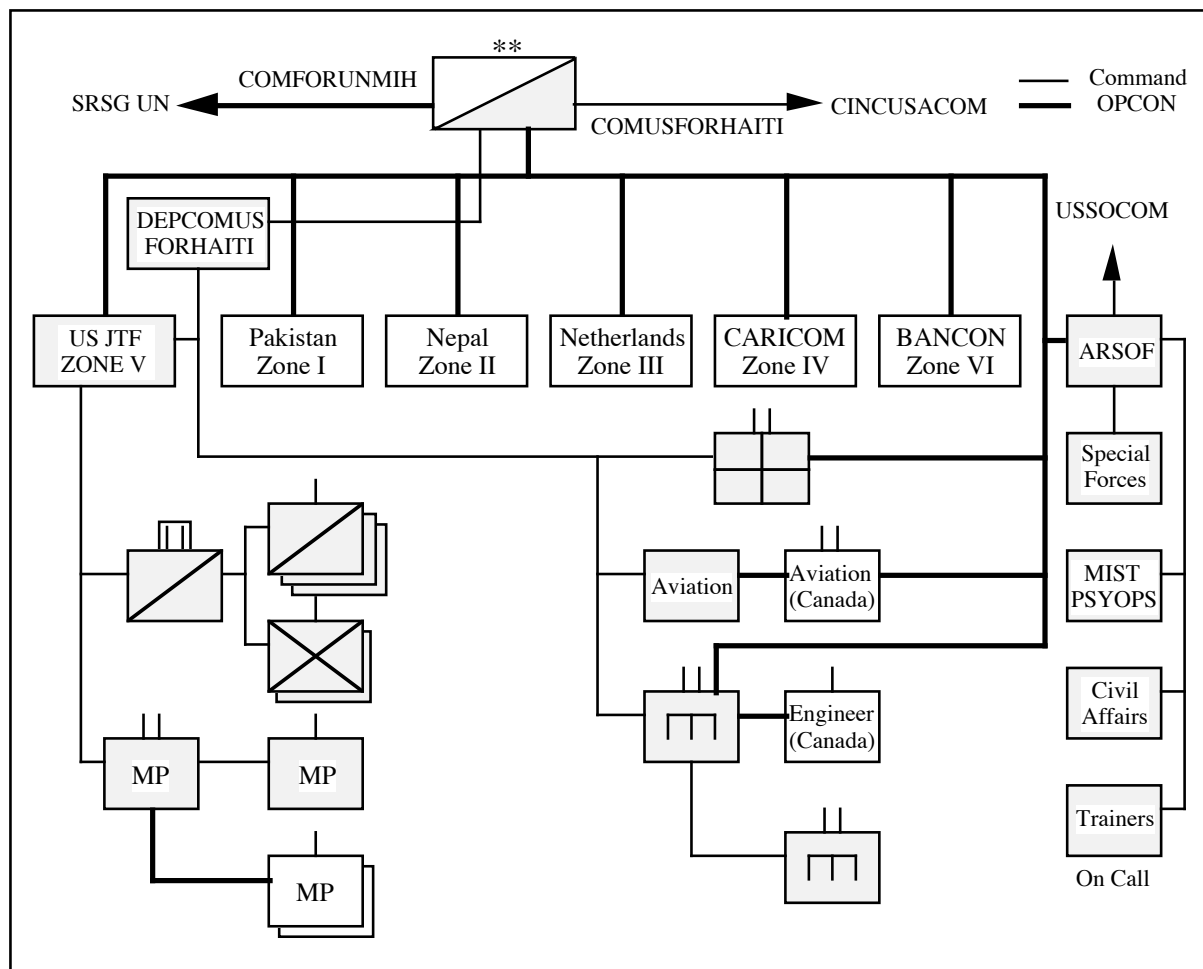 **
COMFORUNMIH
SRSG UN
COMUSFORHAITI
CINCUSACOM
Command
OPCON
DEPCOMUS
FORHAITI
USSOCOM
US JTF
ZONE V
Pakistan
Zone I
Nepal
Zone II
Netherlands
Zone III
CARICOM
Zone IV
BANCON
Zone VI
ARSOF
Special
Forces
Aviation
Aviation
(Canada)
MIST
PSYOPS
Engineer
(Canada)
Civil
Affairs
MP
MP
Trainers
MP
On Call